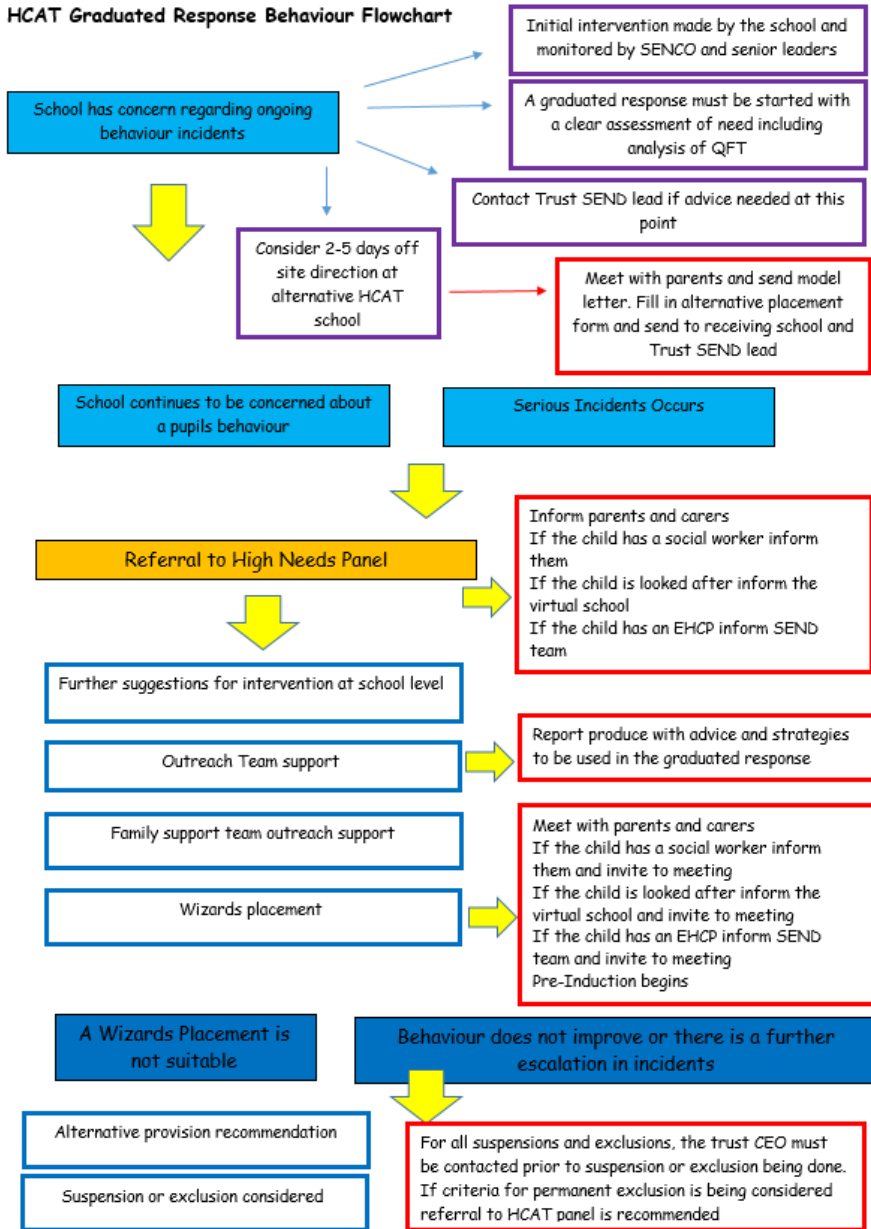 HCAT Graduated Response Behaviour Flowchart
Initial intervention made by the school and
monitored by SENCO and senior leaders
School has concern regarding ongoing
behaviour incidents
A graduated response must be started with
a clear assessment of need including
analysis of QFT
Contact Trust SEND lead if advice needed at this
point
Consider 2-5 days off
site direction at
alternative HCAT
school
Meet with parents and send model
letter. Fill in alternative placement
form and send to receiving school and
Trust SEND lead
School continues to be concerned about
a pupils behaviour
Serious Incidents Occurs
Referral to High Needs Panel
Inform parents and carers
If the child has a social worker inform
them
If the child is looked after inform the
virtual school
If the child has an EHCP inform SEND
team
Further suggestions for intervention at school level
Outreach Team support
Report produce with advice and strategies
to be used in the graduated response
Family support team outreach support
Wizards placement
Meet with parents and carers
If the child has a social worker inform
them and invite to meeting
If the child is looked after inform the
virtual school and invite to meeting
If the child has an EHCP inform SEND
team and invite to meeting
Pre-Induction begins
A Wizards Placement is
not suitable
Behaviour does not improve or there is a further
escalation in incidents
Alternative provision recommendation
Suspension or exclusion considered
For all suspensions and exclusions, the trust CEO must
be contacted prior to suspension or exclusion being done.
If criteria for permanent exclusion is being considered
referral to HCAT panel is recommended